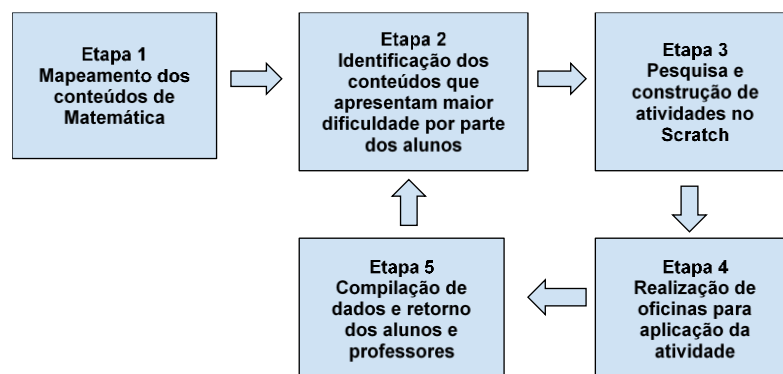 Etapa 1
Mapeamento dos
conteúdos de
Matemática
Etapa 2
Identificação dos
conteúdos que
apresentam maior
dificuldade por parte
dos alunos
Etapa 3
Pesquisa e
construção de
atividades no
Scratch
Etapa 4
Realização de
oficinas para
aplicação da
atividade
Etapa 5
Compilação de
dados e retorno
dos alunos e
professores